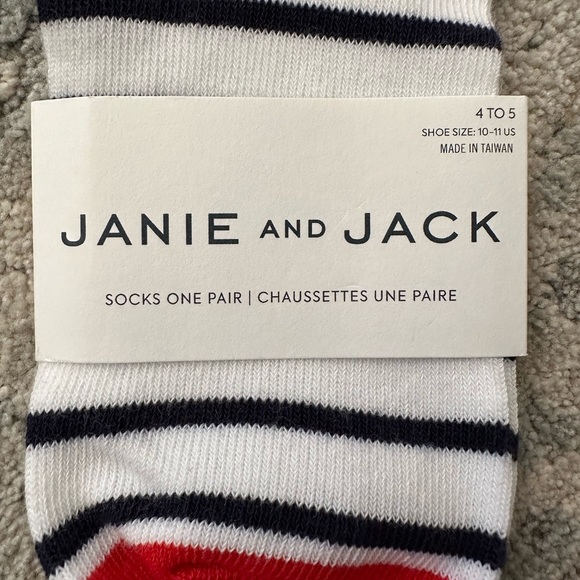 4 TO 5
SHOE SIZE: 10-11 US
MADE IN TAIWAN
JANIE AND JACK
SOCKS ONE PAIR | CHAUSSETTES UNE PAIRE